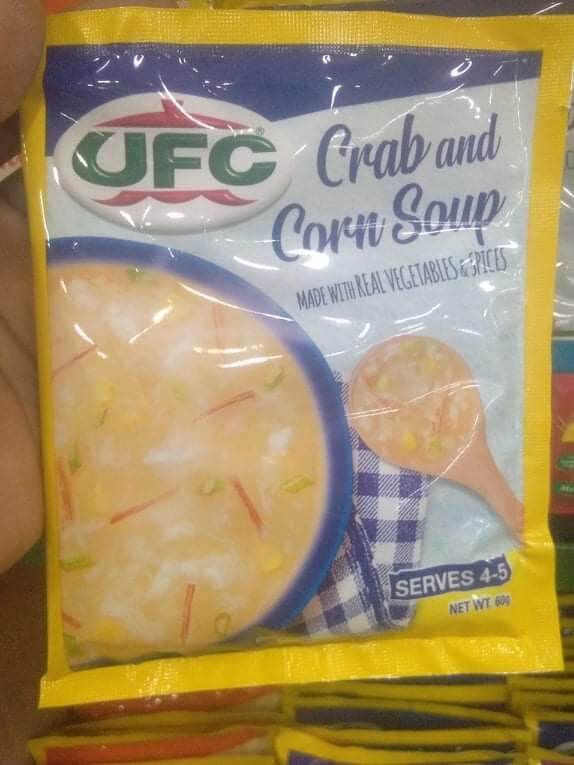 UFC®
Crab and
Corn Soup
MADE WITH REAL VEGETABLES & SPICES
SERVES 4-5
NET WT. 60g